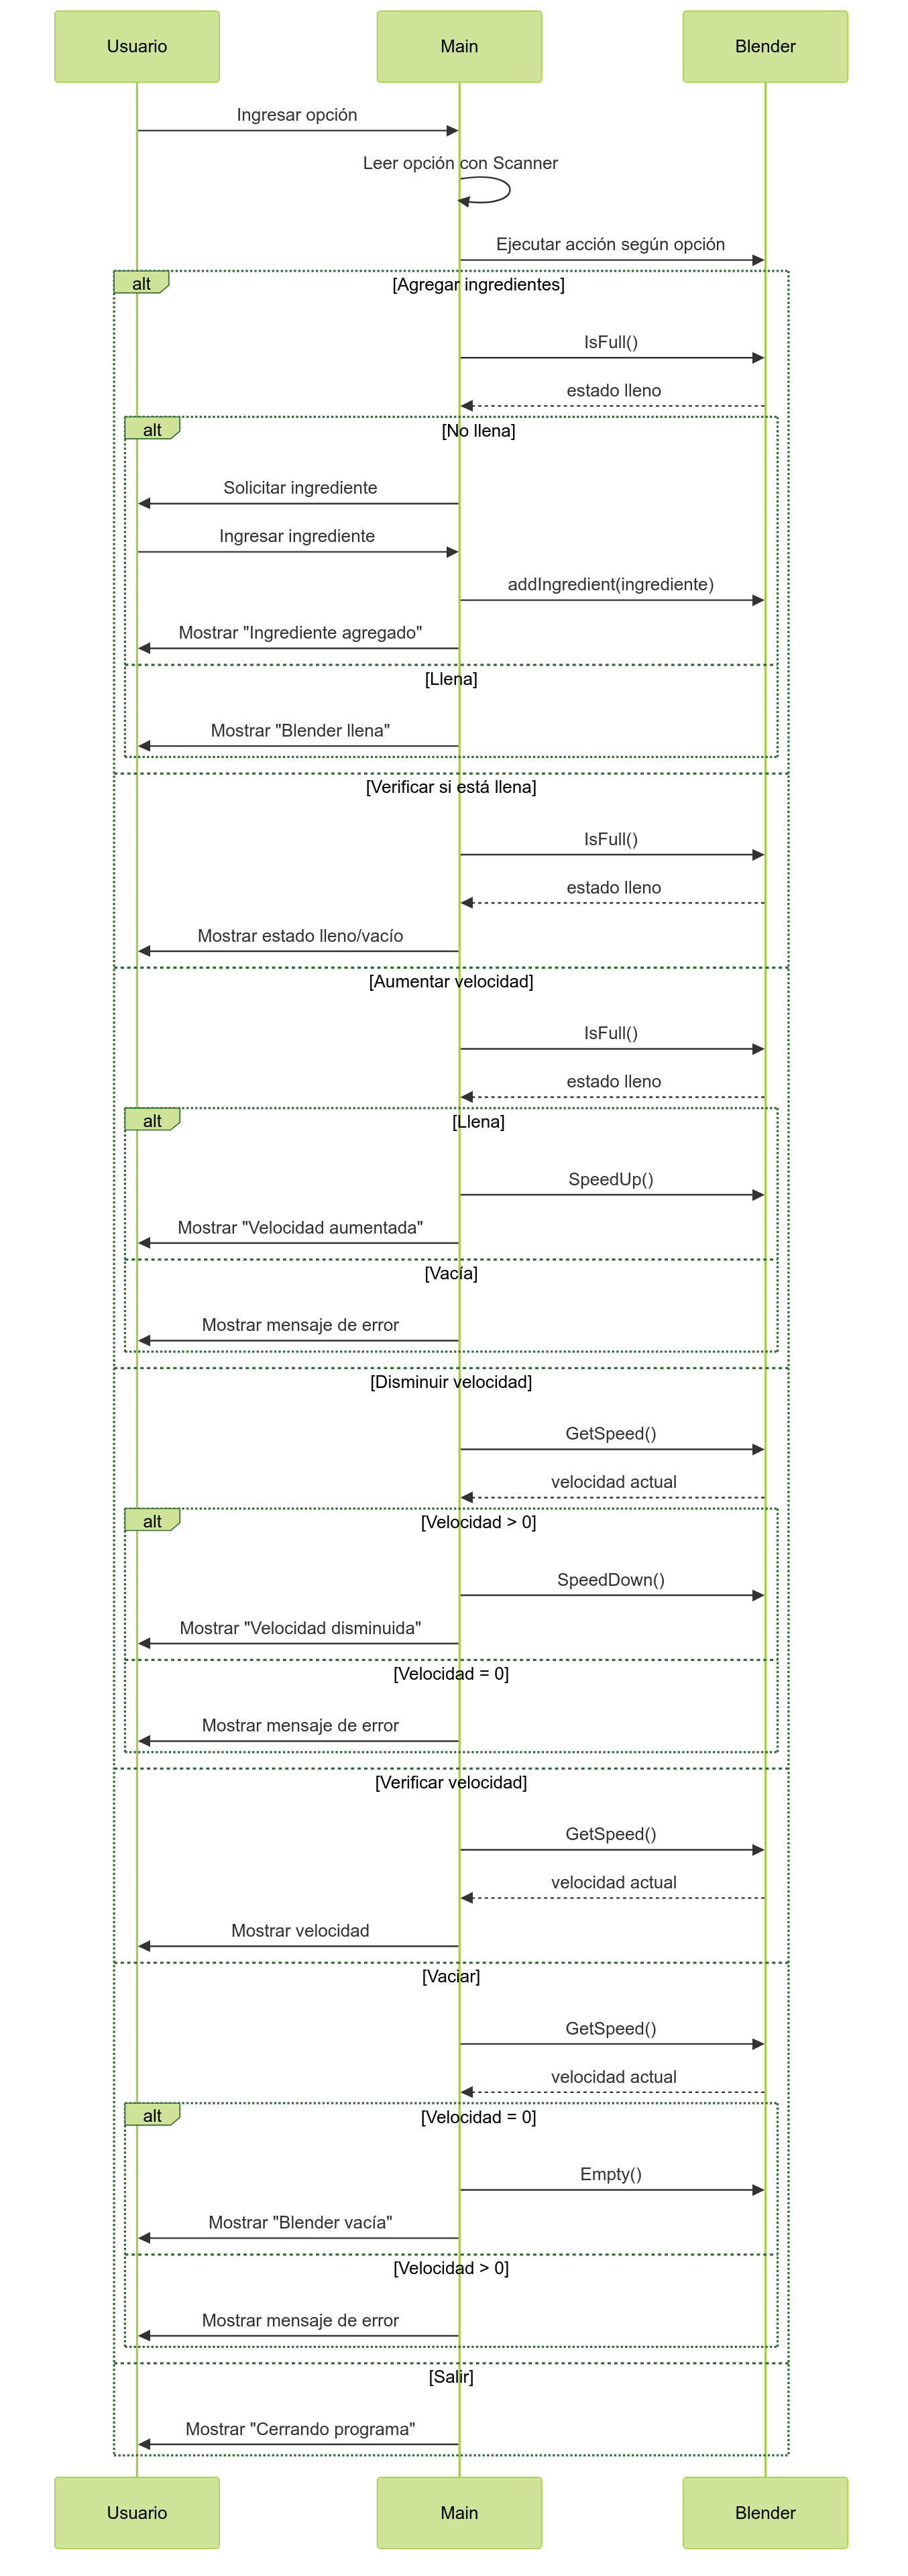 Usuario
Main
Blender
Ingresar opción
Leer opción con Scanner
Ejecutar acción según opción
alt
[Agregar ingredientes]
IsFull()
estado lleno
alt
[No llena]
Solicitar ingrediente
Ingresar ingrediente
addIngredient(ingrediente)
Mostrar "Ingrediente agregado"
[Llena]
Mostrar "Blender llena"
[Verificar si está llena]
IsFull()
estado lleno
Mostrar estado lleno/vacío
[Aumentar velocidad]
IsFull()
estado lleno
alt
[Llena]
SpeedUp()
Mostrar "Velocidad aumentada"
[Vacía]
Mostrar mensaje de error
[Disminuir velocidad]
GetSpeed()
velocidad actual
alt
[Velocidad > 0]
SpeedDown()
Mostrar "Velocidad disminuida"
[Velocidad = 0]
Mostrar mensaje de error
[Verificar velocidad]
GetSpeed()
velocidad actual
Mostrar velocidad
[Vaciar]
GetSpeed()
velocidad actual
alt
[Velocidad = 0]
Empty()
Mostrar "Blender vacía"
[Velocidad > 0]
Mostrar mensaje de error
[Salir]
Mostrar "Cerrando programa"
Usuario
Main
Blender